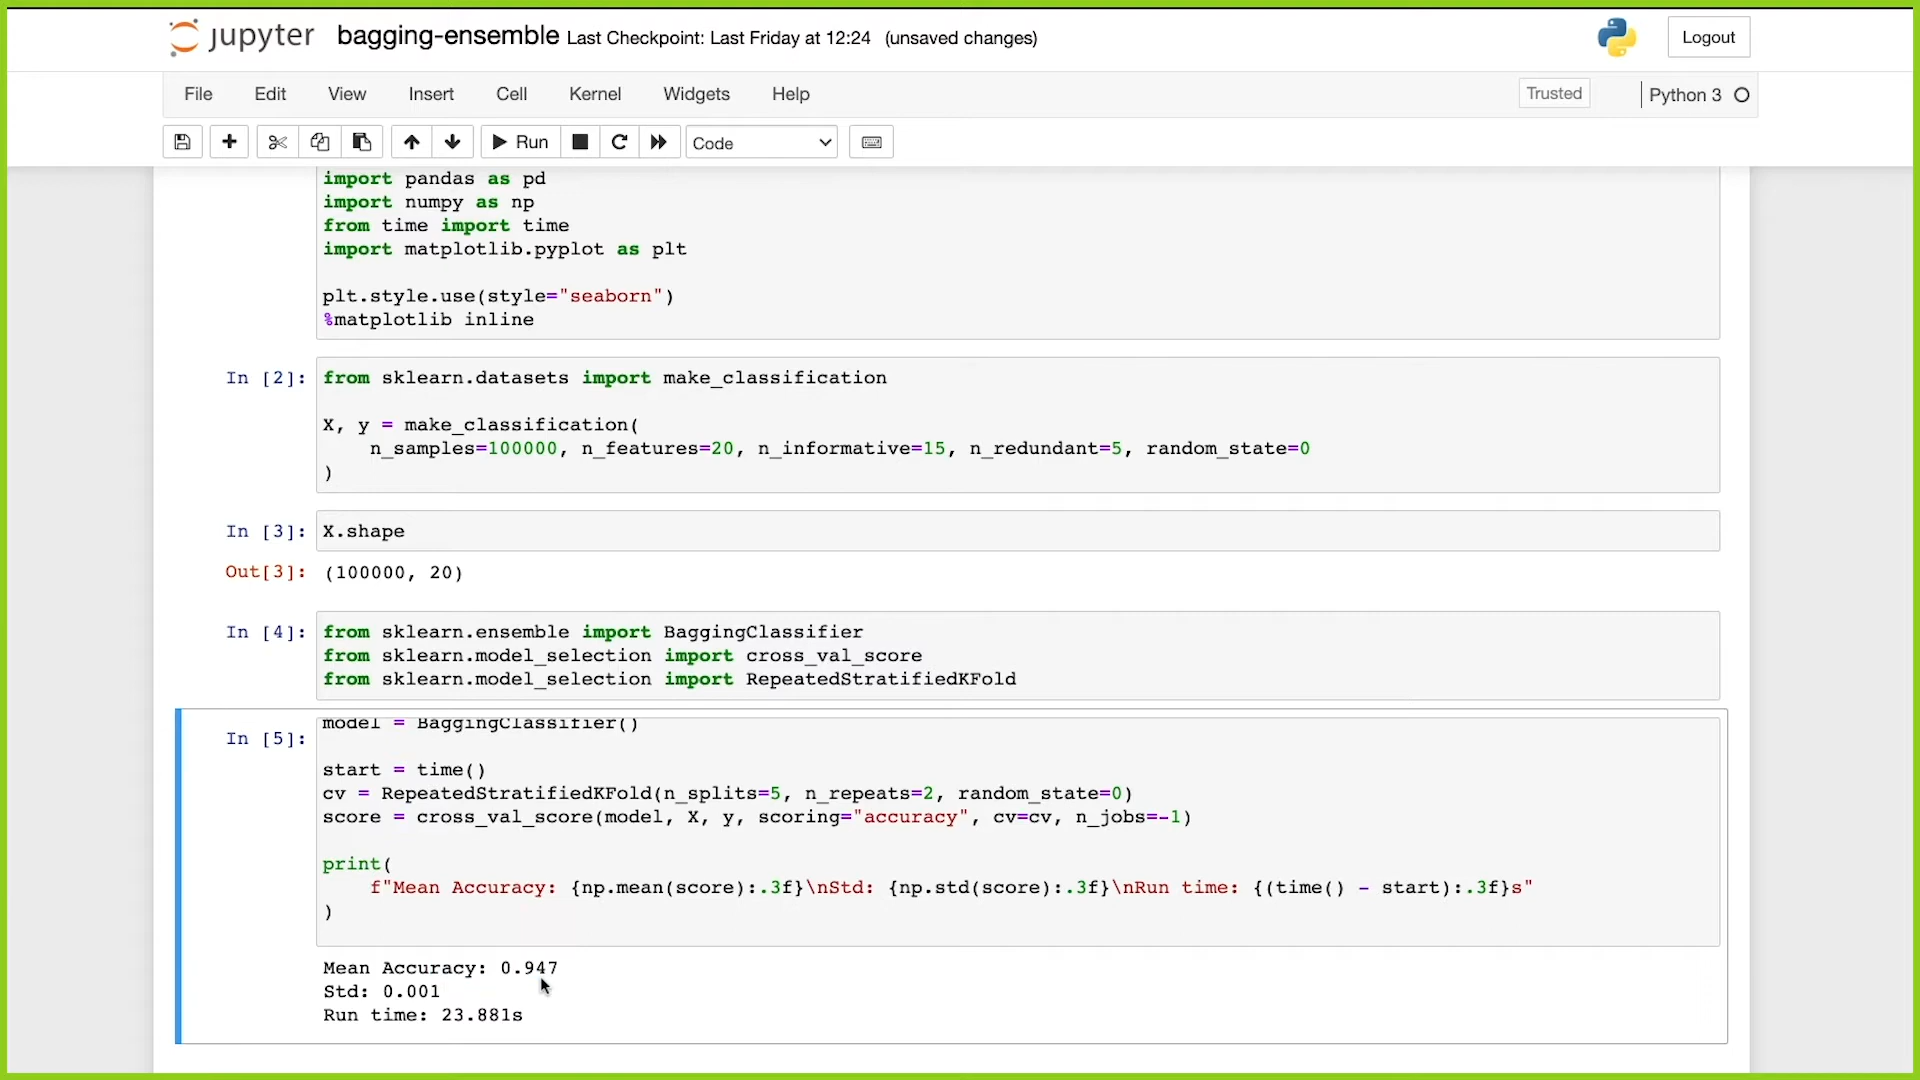 jupyter bagging-ensemble Last Checkpoint: Last Friday at 12:24 (unsaved changes) Logout
File Edit View Insert Cell Kernel Widgets Help Trusted Python 3
Run Code
import pandas as pd
import numpy as np
from time import time
import matplotlib.pyplot as plt
plt.style.use(style="seaborn")
%matplotlib inline
In [2]: from sklearn.datasets import make_classification
X, y = make_classification(
n_samples=100000, n_features=20, n_informative=15, n_redundant=5, random_state=0
)
In [3]: X.shape
Out[3]: (100000, 20)
In [4]: from sklearn.ensemble import BaggingClassifier
from sklearn.model_selection import cross_val_score
from sklearn.model_selection import RepeatedStratifiedKFold
In [5]: model = BaggingClassifier()
start = time()
cv = RepeatedStratifiedKFold(n_splits=5, n_repeats=2, random_state=0)
score = cross_val_score(model, X, y, scoring="accuracy", cv=cv, n_jobs=-1)
print(
f"Mean Accuracy: {np.mean(score):.3f}\nStd: {np.std(score):.3f}\nRun time: {(time() - start):.3f}s"
)
Mean Accuracy: 0.947
Std: 0.001
Run time: 23.881s